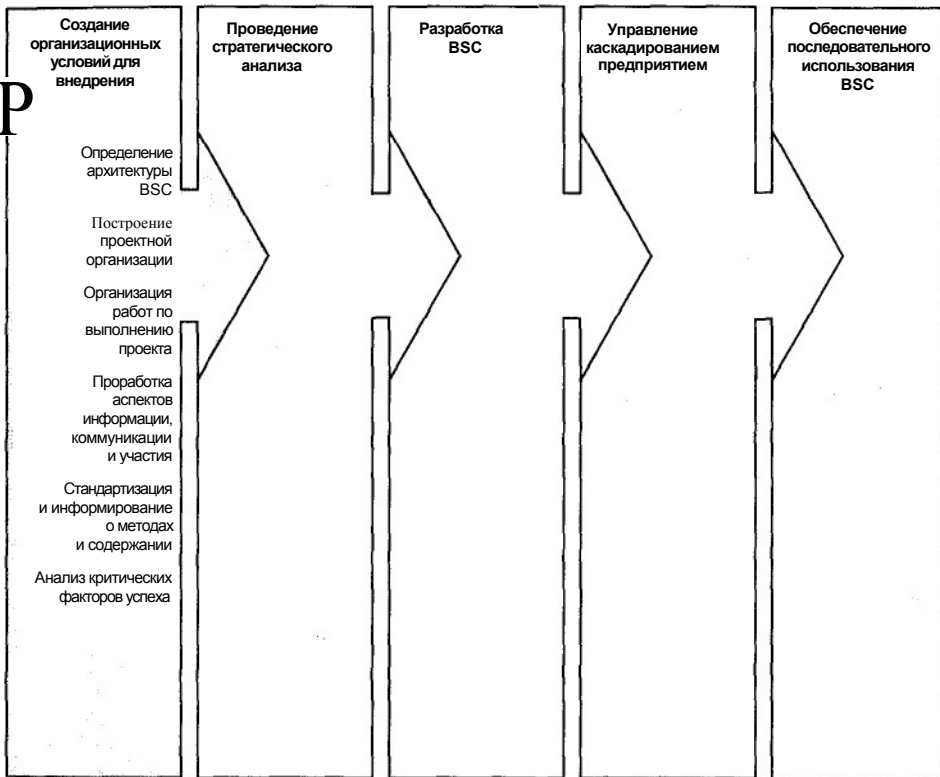 Создание
организационных
условий для
внедрения
Р
Определение
архитектуры
BSC
Построение
проектной
организации
Организация
работ по
выполнению
проекта
Проработка
аспектов
информации,
коммуникации
и участия
Стандартизация
и информирование
о методах
и содержании
Анализ критических
факторов успеха
Проведение
стратегического
анализа
Разработка
BSC
Управление
каскадированием
предприятием
Обеспечение
последовательного
использования
BSC